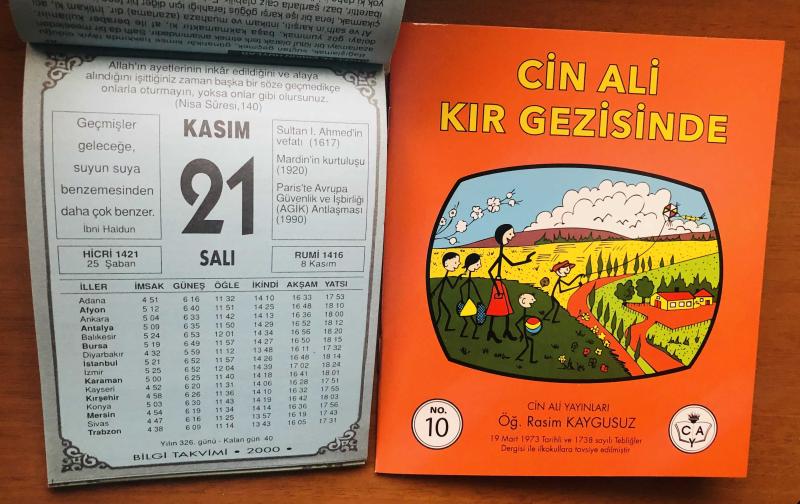 Allah'ın ayetlerinin inkâr edildiğini ve alaya
alındığını işittiğiniz zaman başka bir söze geçmedikçe
onlarla oturmayın, yoksa onlar gibi olursunuz.
(Nisa Sûresi,140)
Geçmişler
geleceğe,
suyun suya
benzemesinden
daha çok benzer.
İbni Haldun
KASIM
21
SALI
Sultan I. Ahmed'in
vefatı (1617)
Mardin'in kurtuluşu
(1920)
Paris'te Avrupa
Güvenlik ve İşbirliği
(AGİK) Antlaşması
(1990)
HİCRİ 1421
25 Şaban
RUMI 1416
8 Kasım
İLLER İMSAK GÜNEŞ ÖĞLE İKİNDİ AKŞAM YATSI
Adana 4 51 6 16 11 32 14 10 16 33 17 53
Afyon 5 12 6 40 11 51 14 25 16 48 18 10
Ankara 5 04 6 33 11 42 14 13 16 36 18 00
Antalya 5 09 6 35 11 50 14 29 16 52 18 12
Balıkesir 5 24 6 53 12 01 14 34 16 56 18 20
Bursa 5 19 6 49 11 57 14 27 16 50 18 15
Diyarbakır 4 32 5 59 11 12 13 48 16 11 17 32
İstanbul 5 21 6 52 11 57 14 26 16 48 18 14
İzmir 5 25 6 52 12 04 14 39 17 02 18 24
Karaman 5 00 6 25 11 40 14 18 16 41 18 01
Kayseri 4 52 6 20 11 31 14 06 16 28 17 51
Kırşehir 4 58 6 26 11 36 14 10 16 32 17 55
Konya 5 03 6 30 11 43 14 19 16 42 18 03
Mersin 4 54 6 19 11 34 14 14 16 36 17 56
Sivas 4 47 6 16 11 25 13 57 16 19 17 43
Trabzon 4 38 6 09 11 14 13 43 16 05 17 31
Yılın 326. günü - Kalan gün 40
BİLGİ TAKVİMİ • 2000 •
CİN ALİ
KIR GEZİSİNDE
NO.
10
CİN ALİ YAYINLARI
Öğ. Rasim KAYGUSUZ
19 Mart 1973 Tarihli ve 1738 sayılı Tebliğler
Dergisi ile ilkokullara tavsiye edilmiştir
C A
Y